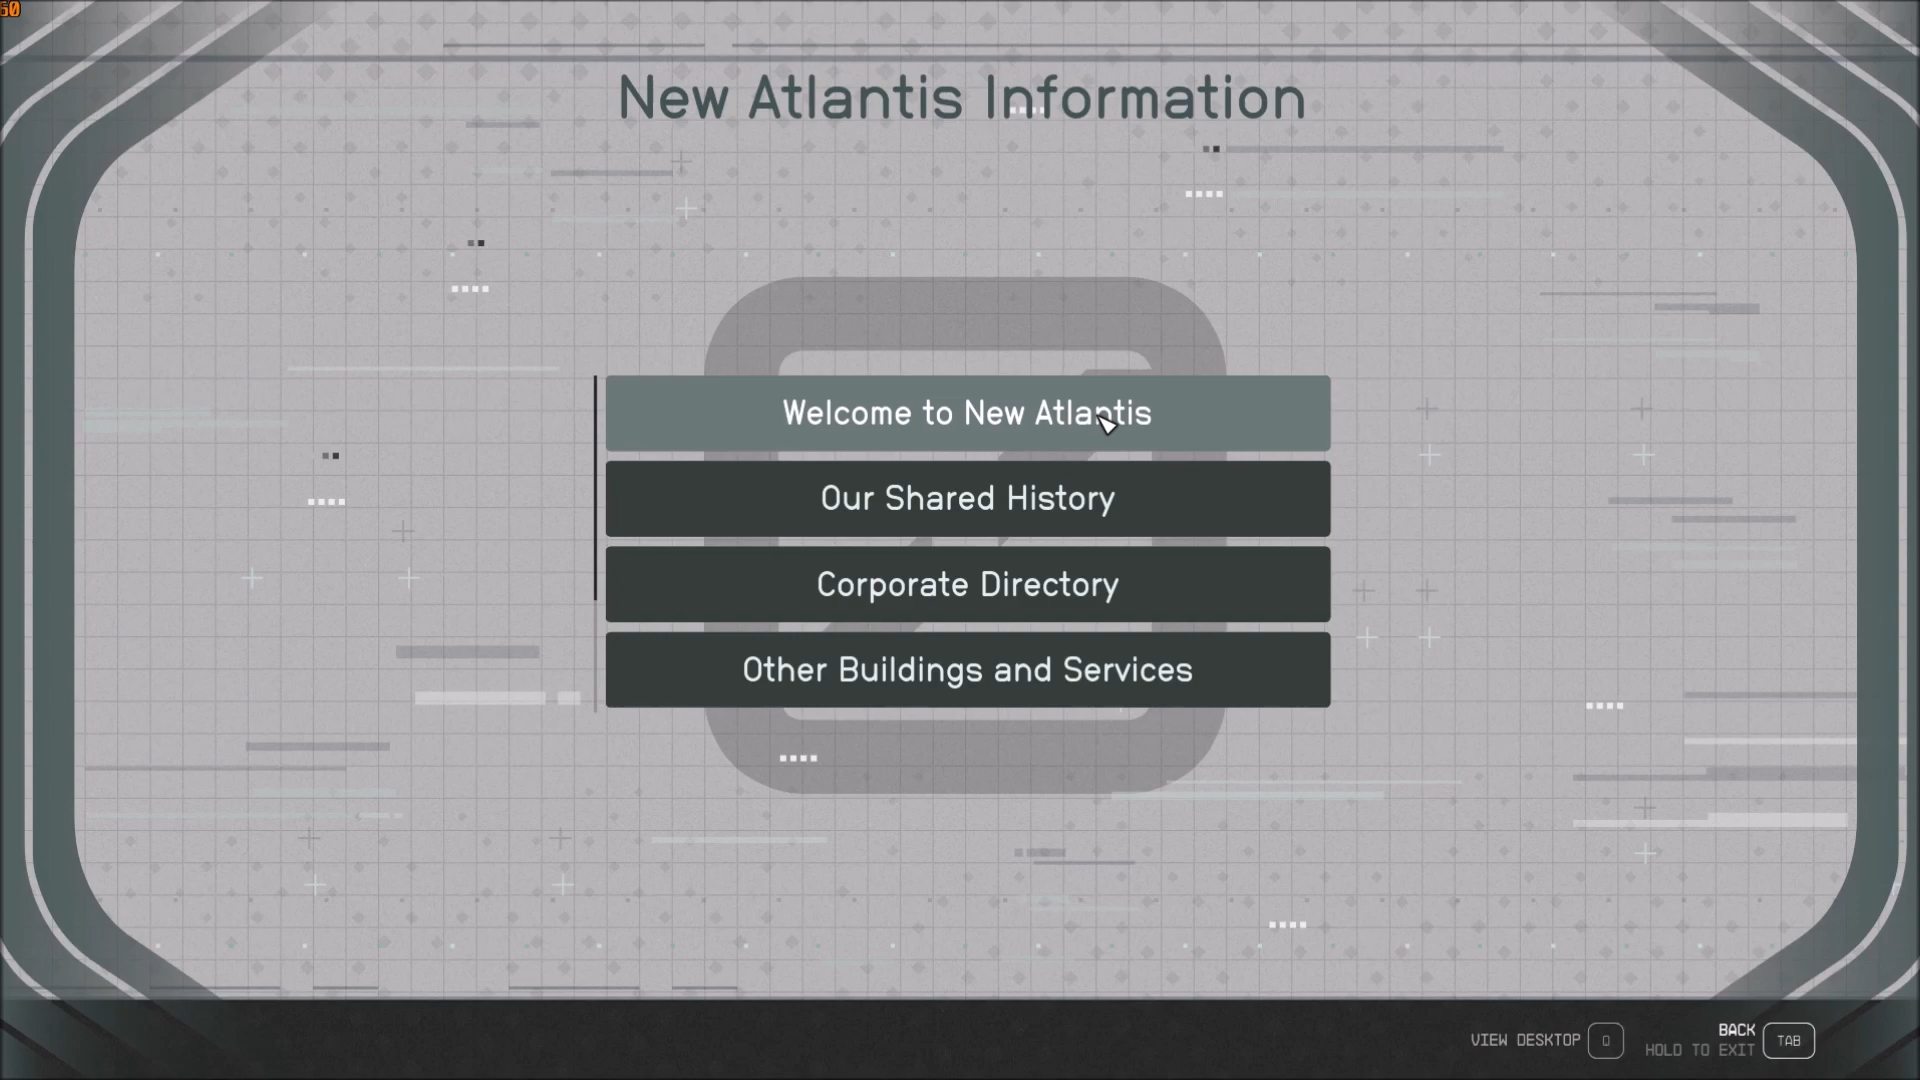 60
New Atlantis Information
Welcome to New Atlantis
Our Shared History
Corporate Directory
Other Buildings and Services
VIEW DESKTOP
BACK
HOLD TO EXIT
TAB